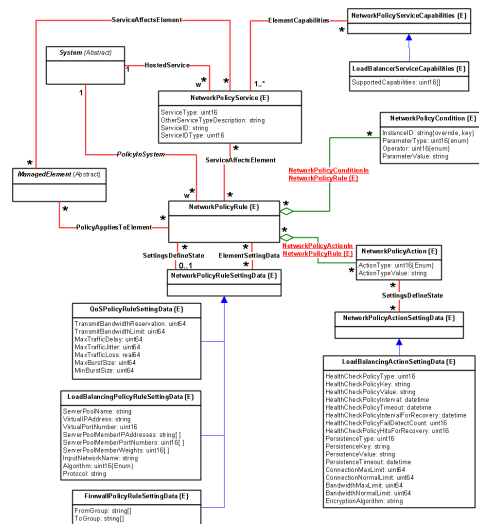 ServiceAffectsElement
ElementCapabilities
NetworkPolicyServiceCapabilities {E}
*
*
*
System (Abstract)
1
1
HostedService
w*
1..*
LoadBalancerServiceCapabilities {E}
SupportedCapabilities: uint16[]
NetworkPolicyService {E}
ServiceType: uint16
OtherServiceTypeDescription: string
ServiceID: string
ServiceIDType: uint16
*
ServiceAffectsElement
*
NetworkPolicyCondition {E}
InstanceID: string(override, key)
ParameterType: uint16(enum)
Operator: uint16(enum)
ParameterValue: string
*
PolicyInSystem
w*
NetworkPolicyConditionIn
NetworkPolicyRule {E}
*
ManagedElement (Abstract)
*
PolicyAppliesToElement
*
NetworkPolicyRule {E}
*
*
NetworkPolicyActionIn
NetworkPolicyRule {E}
*
NetworkPolicyAction {E}
ActionType: uint16{Enum}
ActionTypeValue: string
*
SettingsDefineState
*
*
SettingsDefineState
0..1
*
ElementSettingData
*
NetworkPolicyRuleSettingData {E}
NetworkPolicyActionSettingData {E}
QoSPolicyRuleSettingData {E}
TransmitBandwidthReservation: uint64
TransmitBandwidthLimit: uint64
MaxTrafficDelay: uint64
MaxTrafficJitter: uint64
MaxTrafficLoss: real64
MaxBurstSize: uint64
MinBurstSize: uint64
LoadBalancingPolicyRuleSettingData {E}
ServerPoolName: string
VirtualIPAddress: string
VirtualPortNumber: uint16
ServerPoolMemberIPAddresses: string[ ]
ServerPoolMemberPortNumbers: uint16[ ]
ServerPoolMemberWeights: uint16[ ]
InputNetworkName: string
Algorithm: uint16(Enum)
Protocol: string
FirewallPolicyRuleSettingData {E}
FromGroup: string[]
ToGroup: string[]
LoadBalancingActionSettingData {E}
HealthCheckPolicyType: uint16
HealthCheckPolicyKey: string
HealthCheckPolicyValue: string
HealthCheckPolicyInterval: datetime
HealthCheckPolicyTimeout: datetime
HealthCheckPolicyIntervalForRecovery: datetime
HealthCheckPolicyFailDetectCount: uint16
HealthCheckPolicyHitsForRecovery: uint16
PersistenceType: uint16
PersistenceKey: string
PersistenceValue: string
PersistenceTimeout: datetime
ConnectionMaxLimit: uint64
ConnectionNormalLimit: uint64
BandwidthMaxLimit: uint64
BandwidthNormalLimit: uint64
EncryptionAlgorithm: string